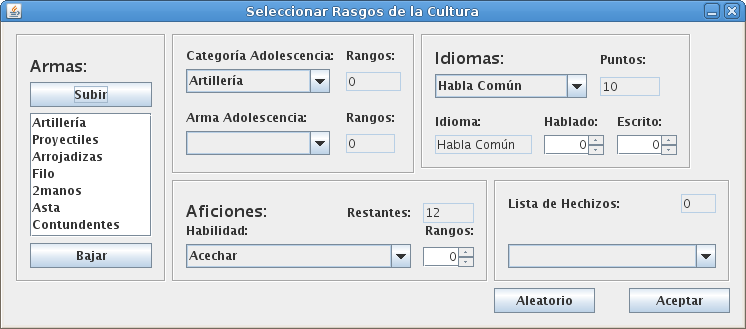 Seleccionar Rasgos de la Cultura
Armas:
Subir
Artillería
Proyectiles
Arrojadizas
Filo
2manos
Asta
Contundentes
Bajar
Categoría Adolescencia: Rangos:
Artillería 0
Arma Adolescencia: Rangos:
0
Idiomas: Puntos:
Habla Común 10
Idioma: Hablado: Escrito:
Habla Común 0 0
Aficiones: Restantes: 12
Habilidad: Rangos:
Acechar 0
Lista de Hechizos: 0
Aleatorio Aceptar